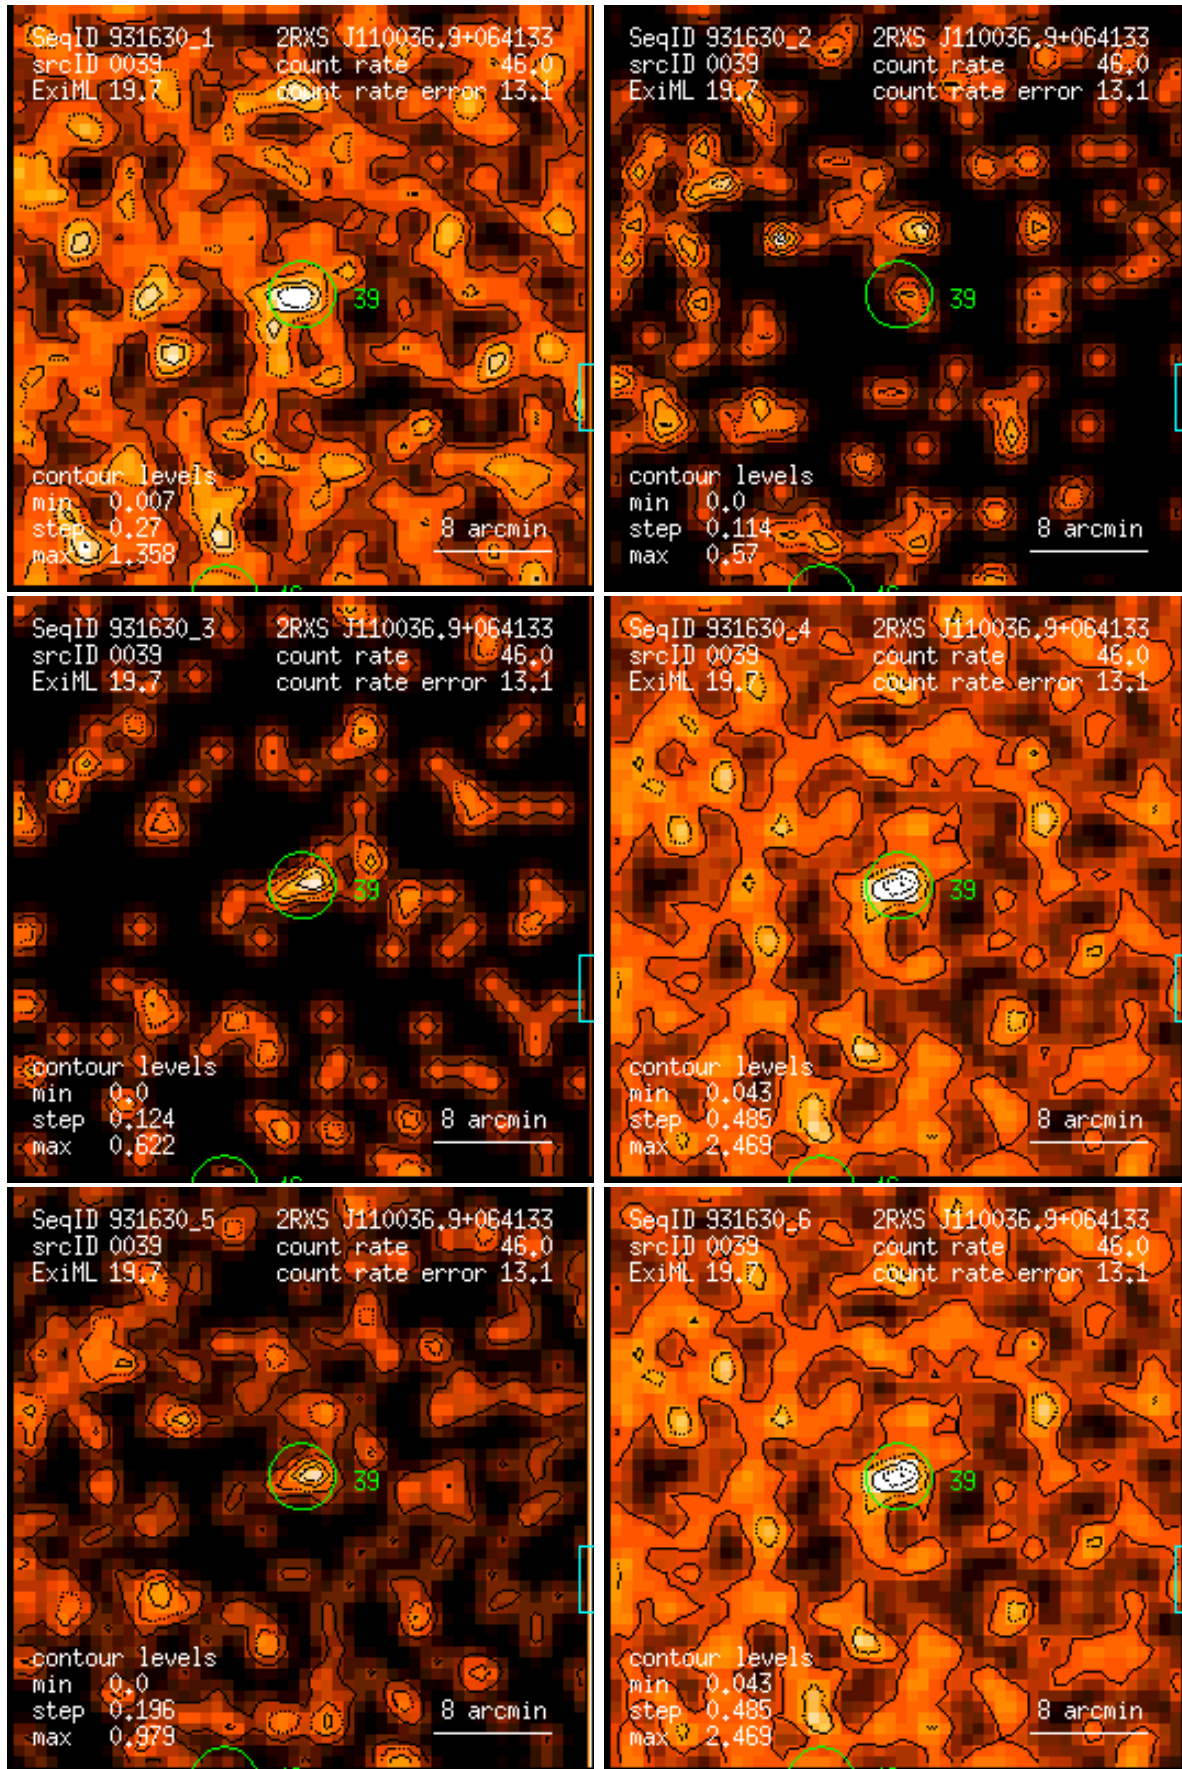 SeqID 931630_1 2RXS J110036.9+064133
srcID 0039 count rate 46.0
ExiML 19.7 count rate error 13.1
39
contour levels
min 0.007
step 0.27
max 1.358
8 arcmin
SeqID 931630_2 2RXS J110036.9+064133
srcID 0039 count rate 46.0
ExiML 19.7 count rate error 13.1
39
contour levels
min 0.0
step 0.114
max 0.57
8 arcmin
SeqID 931630_3 2RXS J110036.9+064133
srcID 0039 count rate 46.0
ExiML 19.7 count rate error 13.1
39
contour levels
min 0.0
step 0.124
max 0.622
8 arcmin
SeqID 931630_4 2RXS J110036.9+064133
srcID 0039 count rate 46.0
ExiML 19.7 count rate error 13.1
39
contour levels
min 0.043
step 0.485
max 2.469
8 arcmin
SeqID 931630_5 2RXS J110036.9+064133
srcID 0039 count rate 46.0
ExiML 19.7 count rate error 13.1
39
contour levels
min 0.0
step 0.196
max 0.979
8 arcmin
SeqID 931630_6 2RXS J110036.9+064133
srcID 0039 count rate 46.0
ExiML 19.7 count rate error 13.1
39
contour levels
min 0.043
step 0.485
max 2.469
8 arcmin